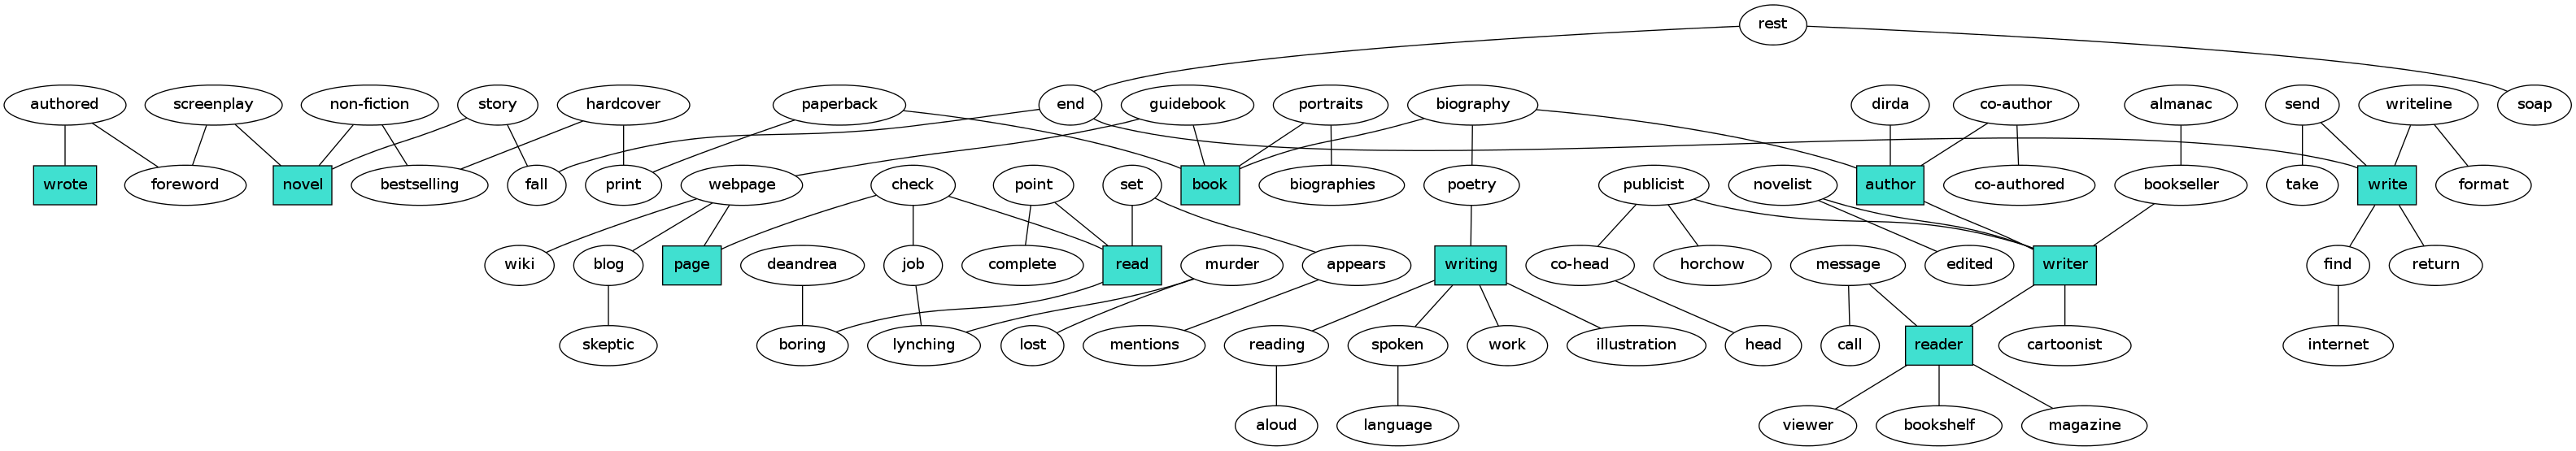 rest
authored
screenplay
non-fiction
story
hardcover
paperback
end
guidebook
portraits
biography
dirda
co-author
almanac
send
writeline
soap
wrote
foreword
novel
bestselling
fall
print
webpage
check
point
set
book
biographies
poetry
publicist
novelist
author
co-authored
bookseller
take
write
format
wiki
blog
page
deandrea
job
complete
read
murder
appears
writing
co-head
horchow
message
edited
writer
find
return
skeptic
boring
lynching
lost
mentions
reading
spoken
work
illustration
head
call
reader
cartoonist
internet
aloud
language
viewer
bookshelf
magazine